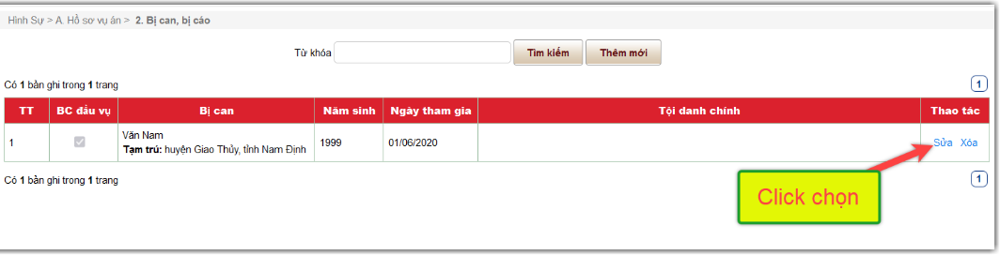 Hình Sự > A. Hồ sơ vụ án > 2. Bị can, bị cáo
Từ khóa Tìm kiếm Thêm mới
Có 1 bản ghi trong 1 trang 1
TT BC đầu vụ Bị can Năm sinh Ngày tham gia Tội danh chính Thao tác
1 Văn Nam 1999 01/06/2020 Sửa Xóa
Tạm trú: huyện Giao Thủy, tỉnh Nam Định
Có 1 bản ghi trong 1 trang 1
Click chọn